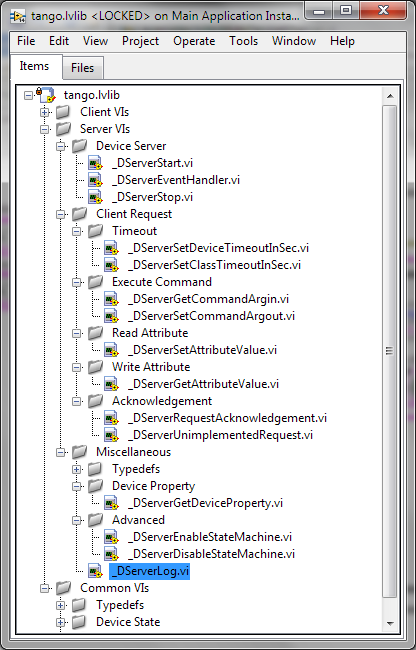 tango.lvlib <LOCKED> on Main Application Insta...
File Edit View Project Operate Tools Window Help
Items Files
tango.lvlib
Client VIs
Server VIs
Device Server
_DServerStart.vi
_DServerEventHandler.vi
_DServerStop.vi
Client Request
Timeout
_DServerSetDeviceTimeoutInSec.vi
_DServerSetClassTimeoutInSec.vi
Execute Command
_DServerGetCommandArgin.vi
_DServerSetCommandArgout.vi
Read Attribute
_DServerSetAttributeValue.vi
Write Attribute
_DServerGetAttributeValue.vi
Acknowledgement
_DServerRequestAcknowledgement.vi
_DServerUnimplementedRequest.vi
Miscellaneous
Typedefs
Device Property
_DServerGetDeviceProperty.vi
Advanced
_DServerEnableStateMachine.vi
_DServerDisableStateMachine.vi
_DServerLog.vi
Common VIs
Typedefs
Device State